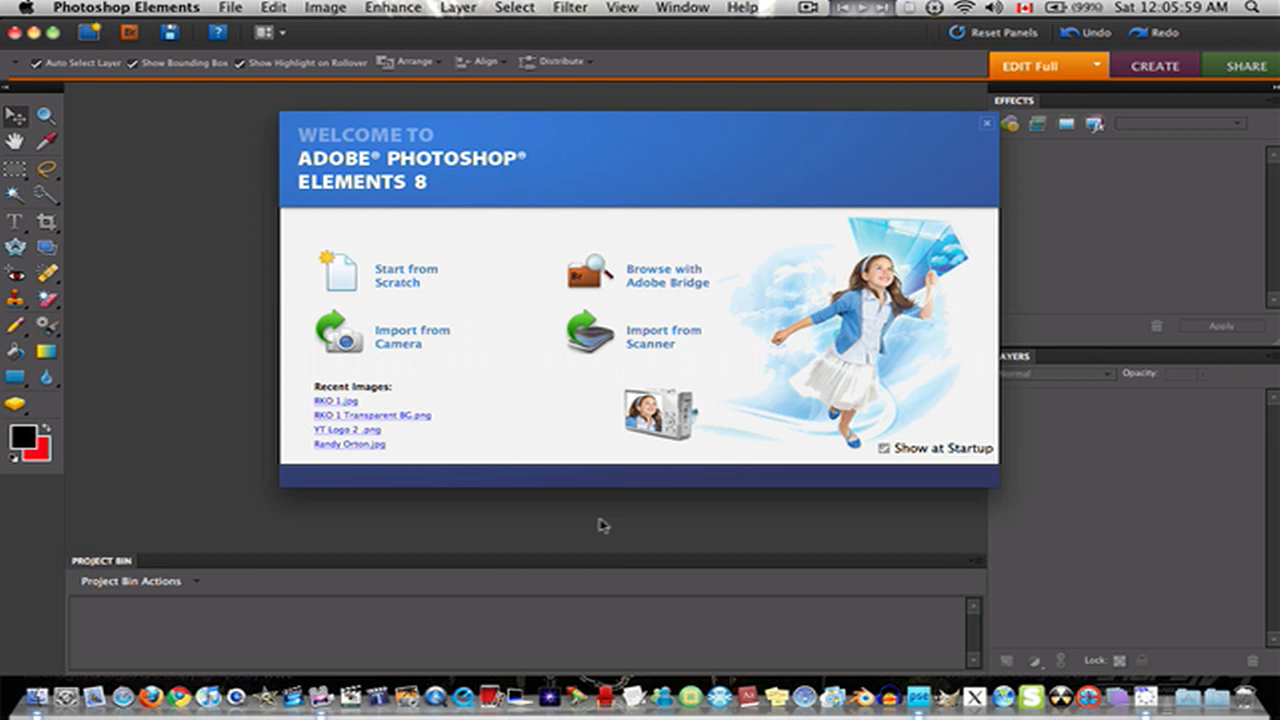 Photoshop Elements File Edit Image Enhance Layer Select Filter View Window Help (99%) Sat 12:05:59 AM
Br ? Reset Panels Undo Redo
Auto Select Layer Show Bounding Box Show Highlight on Rollover Arrange Align Distribute
EDIT Full CREATE SHARE
EFFECTS
WELCOME TO
ADOBE® PHOTOSHOP®
ELEMENTS 8
Start from
Scratch
Browse with
Adobe Bridge
Import from
Camera
Import from
Scanner
Recent Images:
RKO 1.jpg
RKO 1 Transparent BG.png
YT Logo 2 .png
Randy Orton.jpg
Show at Startup
Apply
AYERS
Normal Opacity:
PROJECT BIN
Project Bin Actions
Lock:
pse
X
S